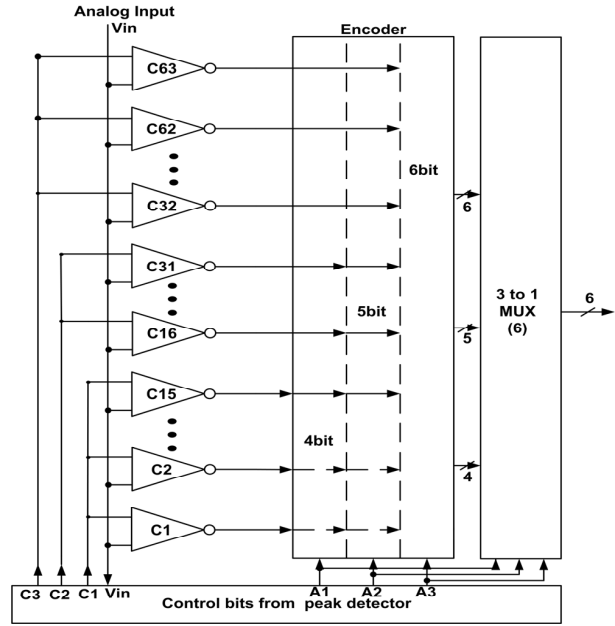 Analog Input
Vin
Encoder
C63
C62
6bit
C32
6
C31
3 to 1
MUX
(6)
6
5bit
C16
5
C15
4bit
C2
4
C1
C3 C2 C1 Vin
A1 A2 A3
Control bits from peak detector